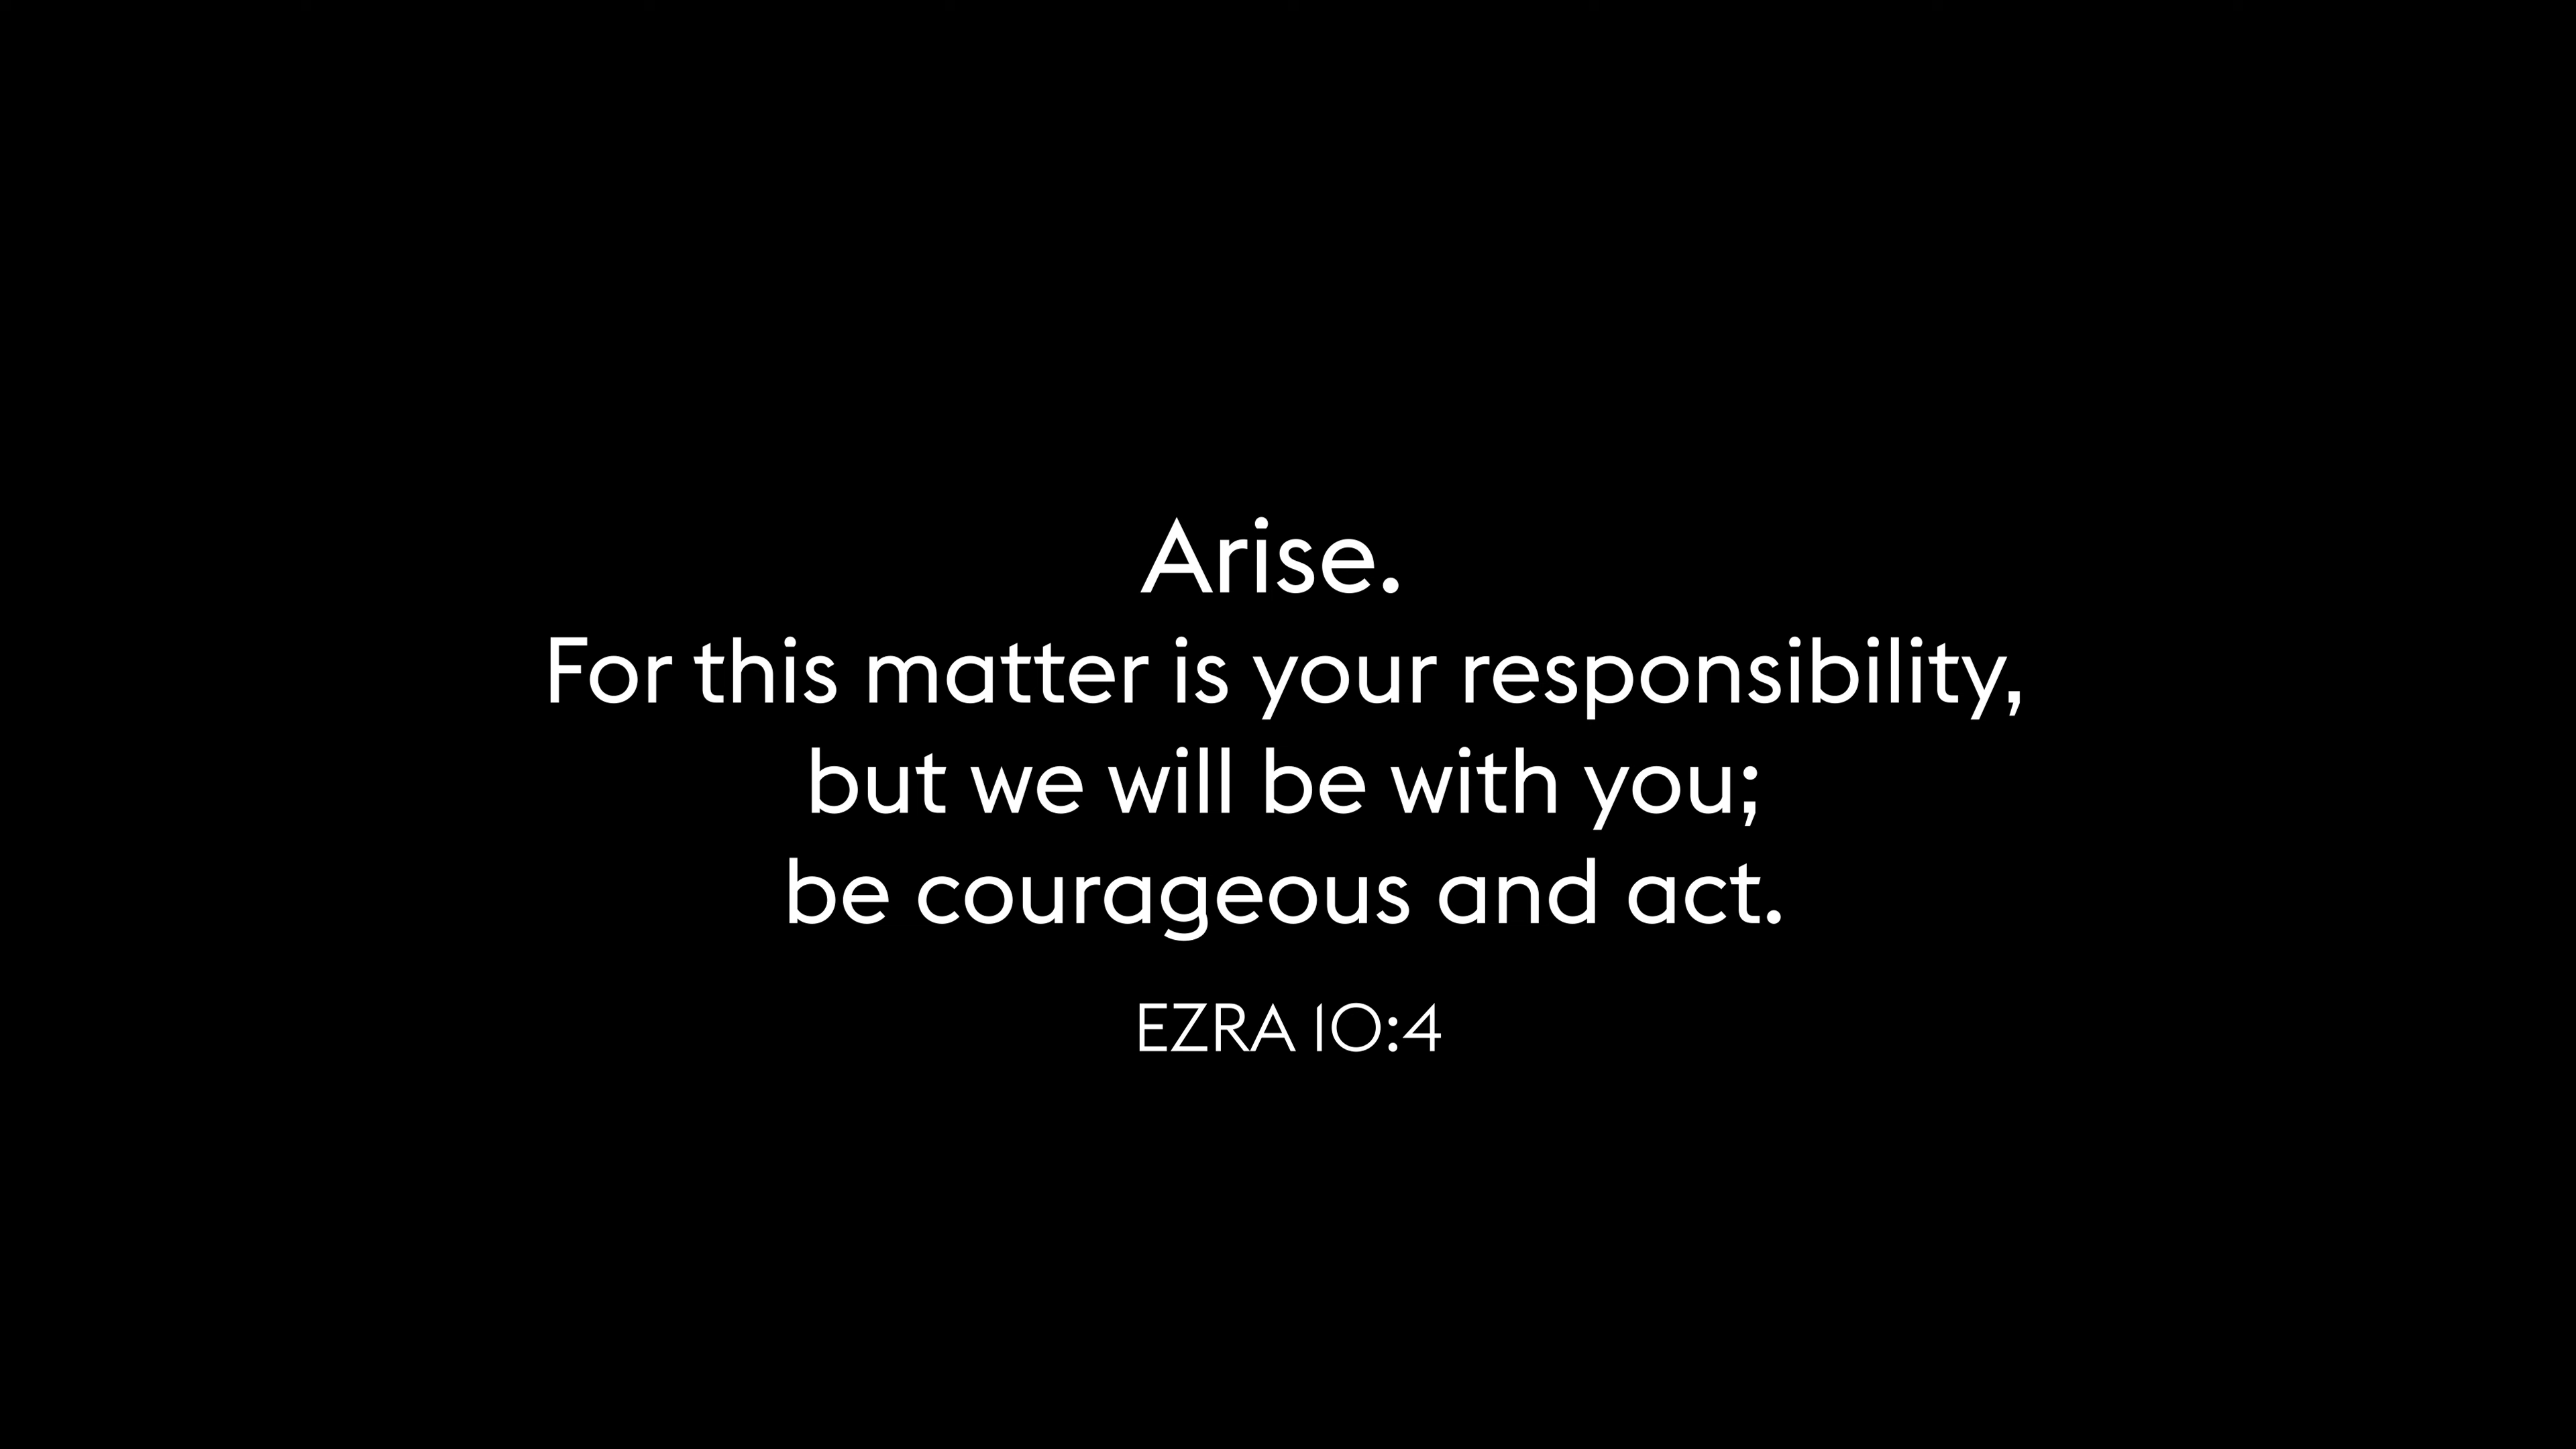 Arise.
For this matter is your responsibility,
but we will be with you;
be courageous and act.
EZRA 10:4